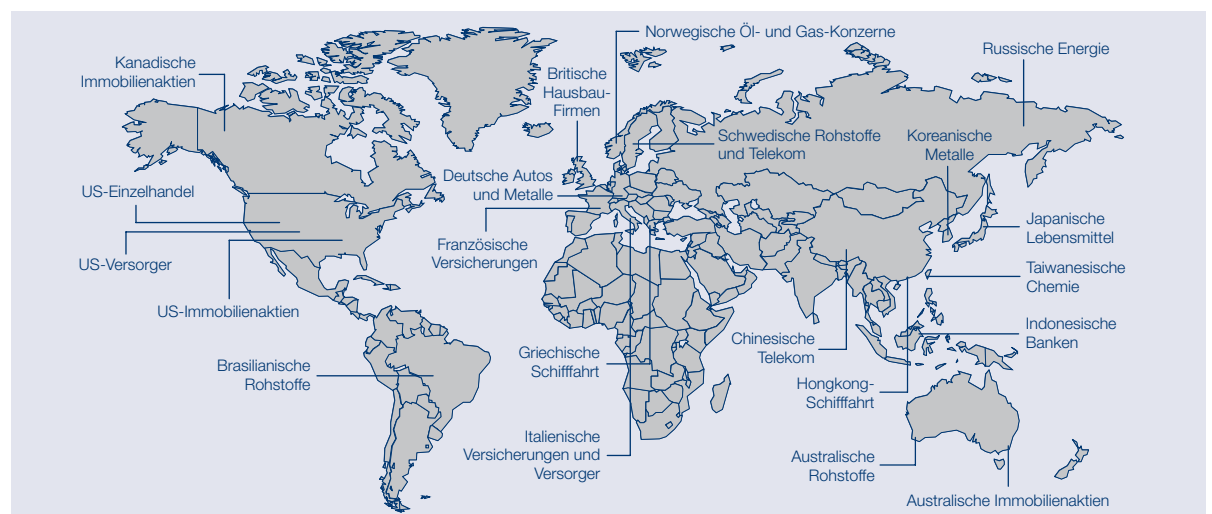 Norwegische Öl- und Gas-Konzerne
Russische Energie
Kanadische
Immobilienaktien
Britische
Hausbau-
Firmen
Schwedische Rohstoffe
und Telekom
Koreanische
Metalle
Deutsche Autos
und Metalle
US-Einzelhandel
Japanische
Lebensmittel
Französische
Versicherungen
US-Versorger
Taiwanesische
Chemie
US-Immobilienaktien
Indonesische
Banken
Chinesische
Telekom
Griechische
Schifffahrt
Brasilianische
Rohstoffe
Hongkong-
Schifffahrt
Italienische
Versicherungen und
Versorger
Australische
Rohstoffe
Australische Immobilienaktien